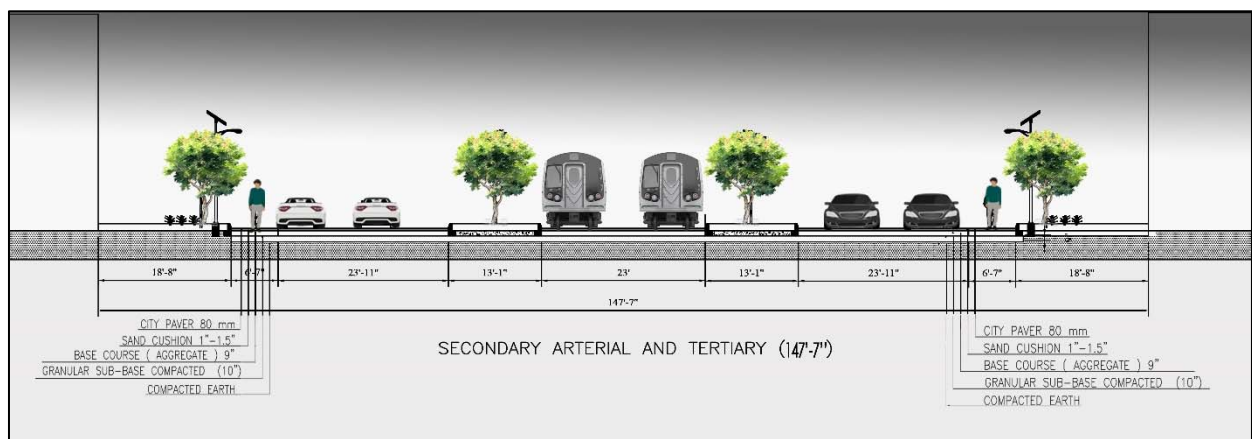 18'-8" 6'-7" 23'-11" 13'-1" 23' 13'-1" 23'-11" 6'-7" 18'-8"
147'-7"
CITY PAVER 80 mm
SAND CUSHION 1"-1.5"
BASE COURSE ( AGGREGATE ) 9"
GRANULAR SUB-BASE COMPACTED (10")
COMPACTED EARTH
SECONDARY ARTERIAL AND TERTIARY (147'-7")
CITY PAVER 80 mm
SAND CUSHION 1"-1.5"
BASE COURSE ( AGGREGATE ) 9"
GRANULAR SUB-BASE COMPACTED (10")
COMPACTED EARTH